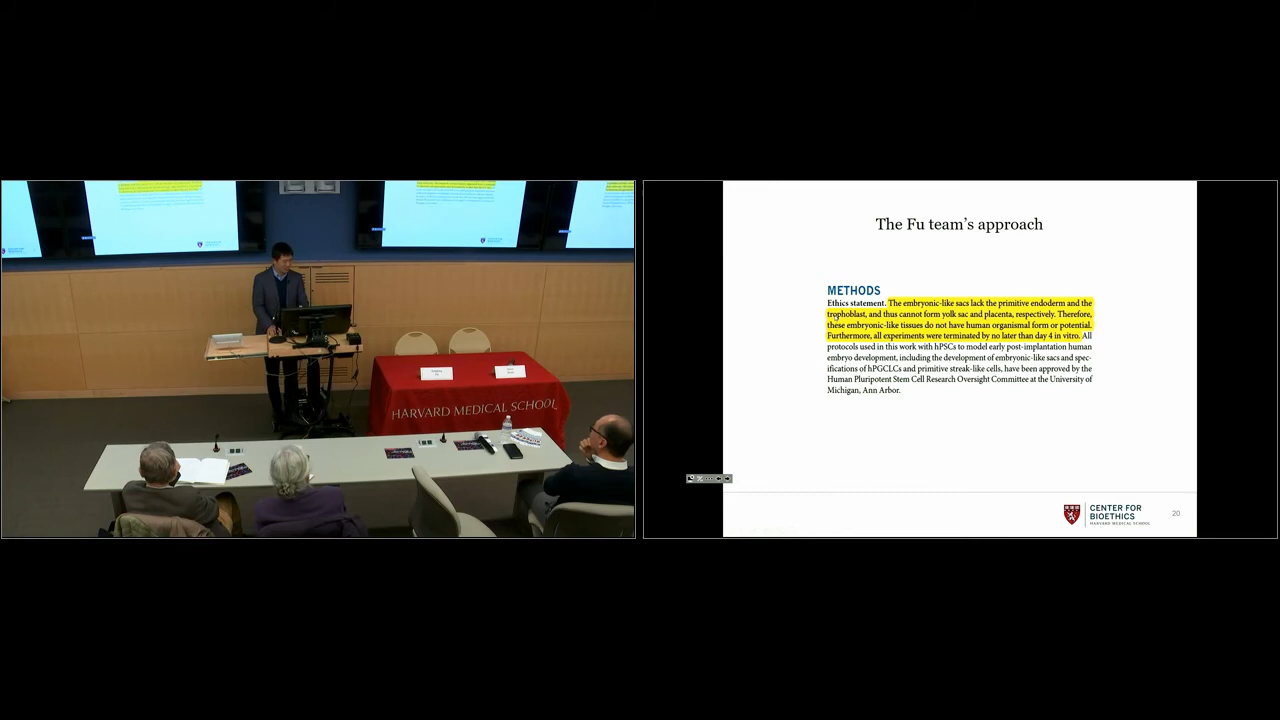 HARVARD MEDICAL SCHOOL
The Fu team's approach
METHODS
Ethics statement. The embryonic-like sacs lack the primitive endoderm and the
trophoblast, and thus cannot form yolk sac and placenta, respectively. Therefore,
these embryonic-like tissues do not have human organismal form or potential.
Furthermore, all experiments were terminated by no later than day 4 in vitro. All
protocols used in this work with hPSCs to model early post-implantation human
embryo development, including the development of embryonic-like sacs and spec-
ifications of hPGCLCs and primitive streak-like cells, have been approved by the
Human Pluripotent Stem Cell Research Oversight Committee at the University of
Michigan, Ann Arbor.
CENTER FOR
BIOETHICS
HARVARD MEDICAL SCHOOL
20